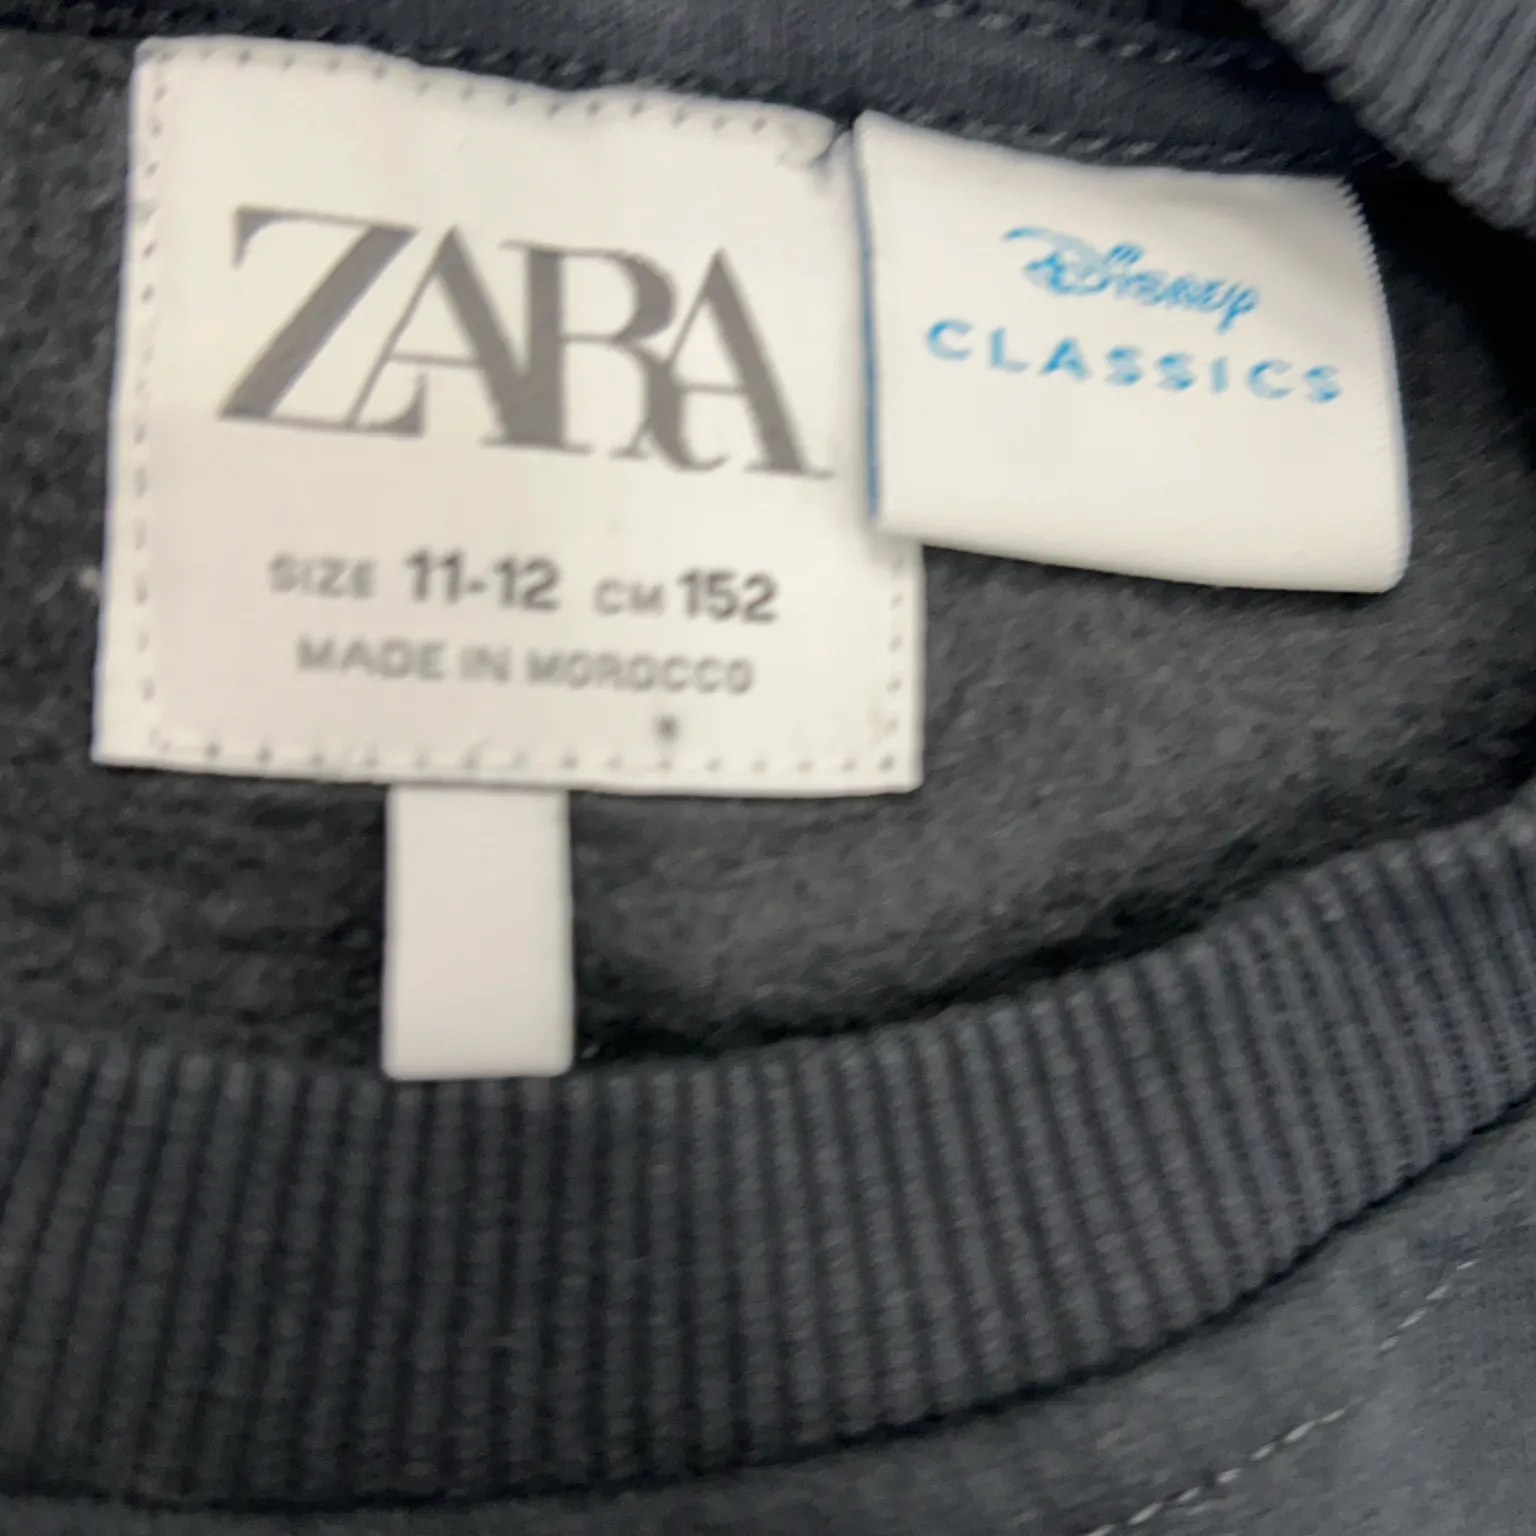 ZARA
SIZE 11-12 CM 152
MADE IN MOROCCO
Disney
CLASSICS